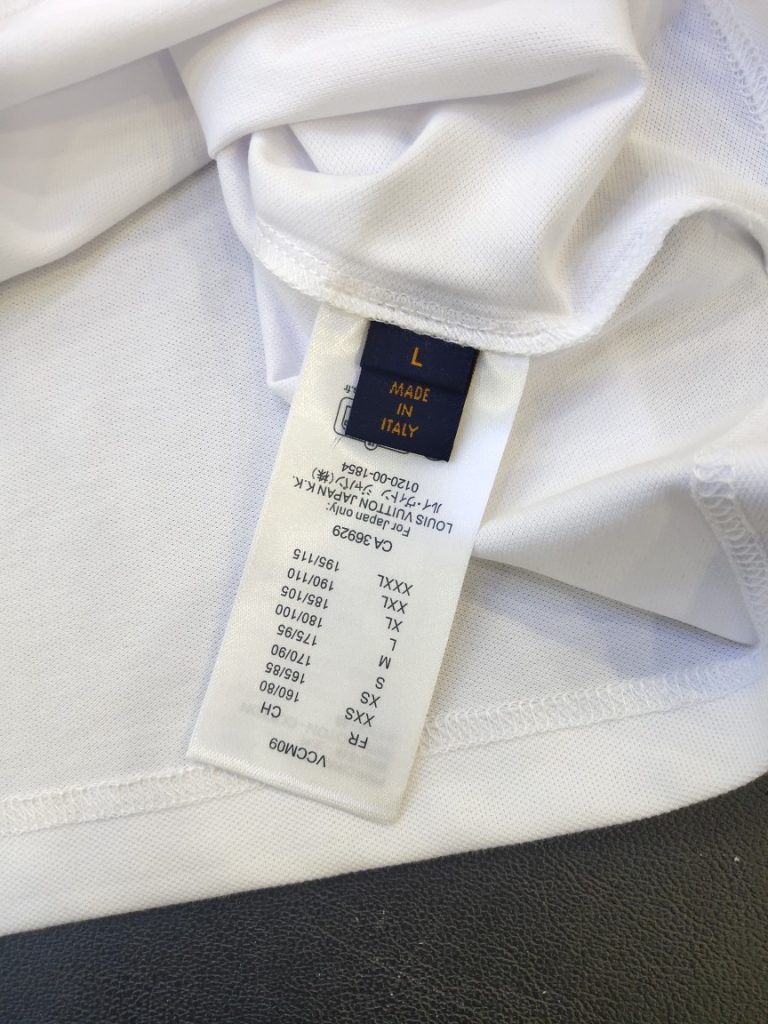 L
MADE
IN
ITALY
VCCM09
FR CH
XXS 160/80
XS 165/85
S 170/90
M 175/95
L 180/100
XL 185/105
XXL 190/110
XXXL 195/115
CA 36929
For Japan only:
LOUIS VUITTON JAPAN K.K.
ルイ・ヴィトン ジャパン(株)
0120-00-1854